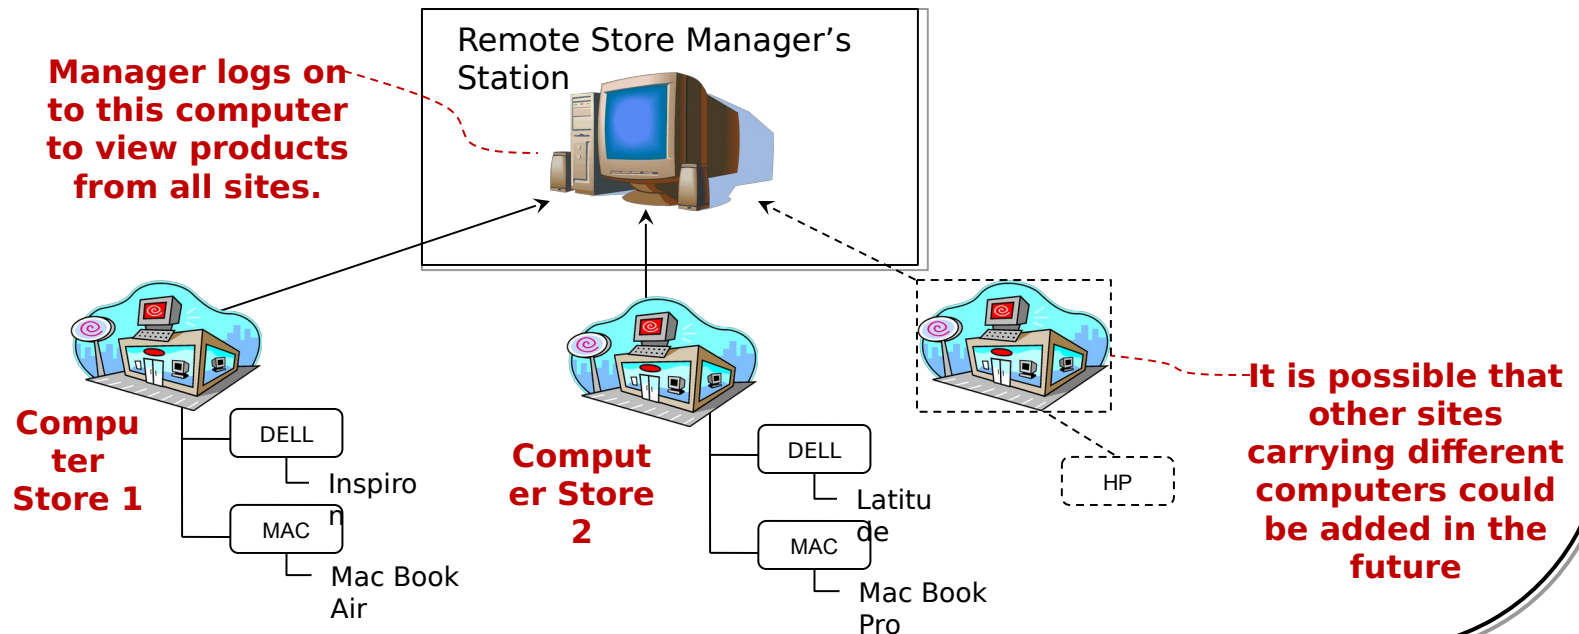 Remote Store Manager’s
Station
Manager logs on
to this computer
to view products
from all sites.
Compu
ter
Store 1
DELL
Inspiro
n
MAC
Mac Book
Air
Comput
er Store
2
DELL
Latitu
de
MAC
Mac Book
Pro
HP
It is possible that
other sites
carrying different
computers could
be added in the
future